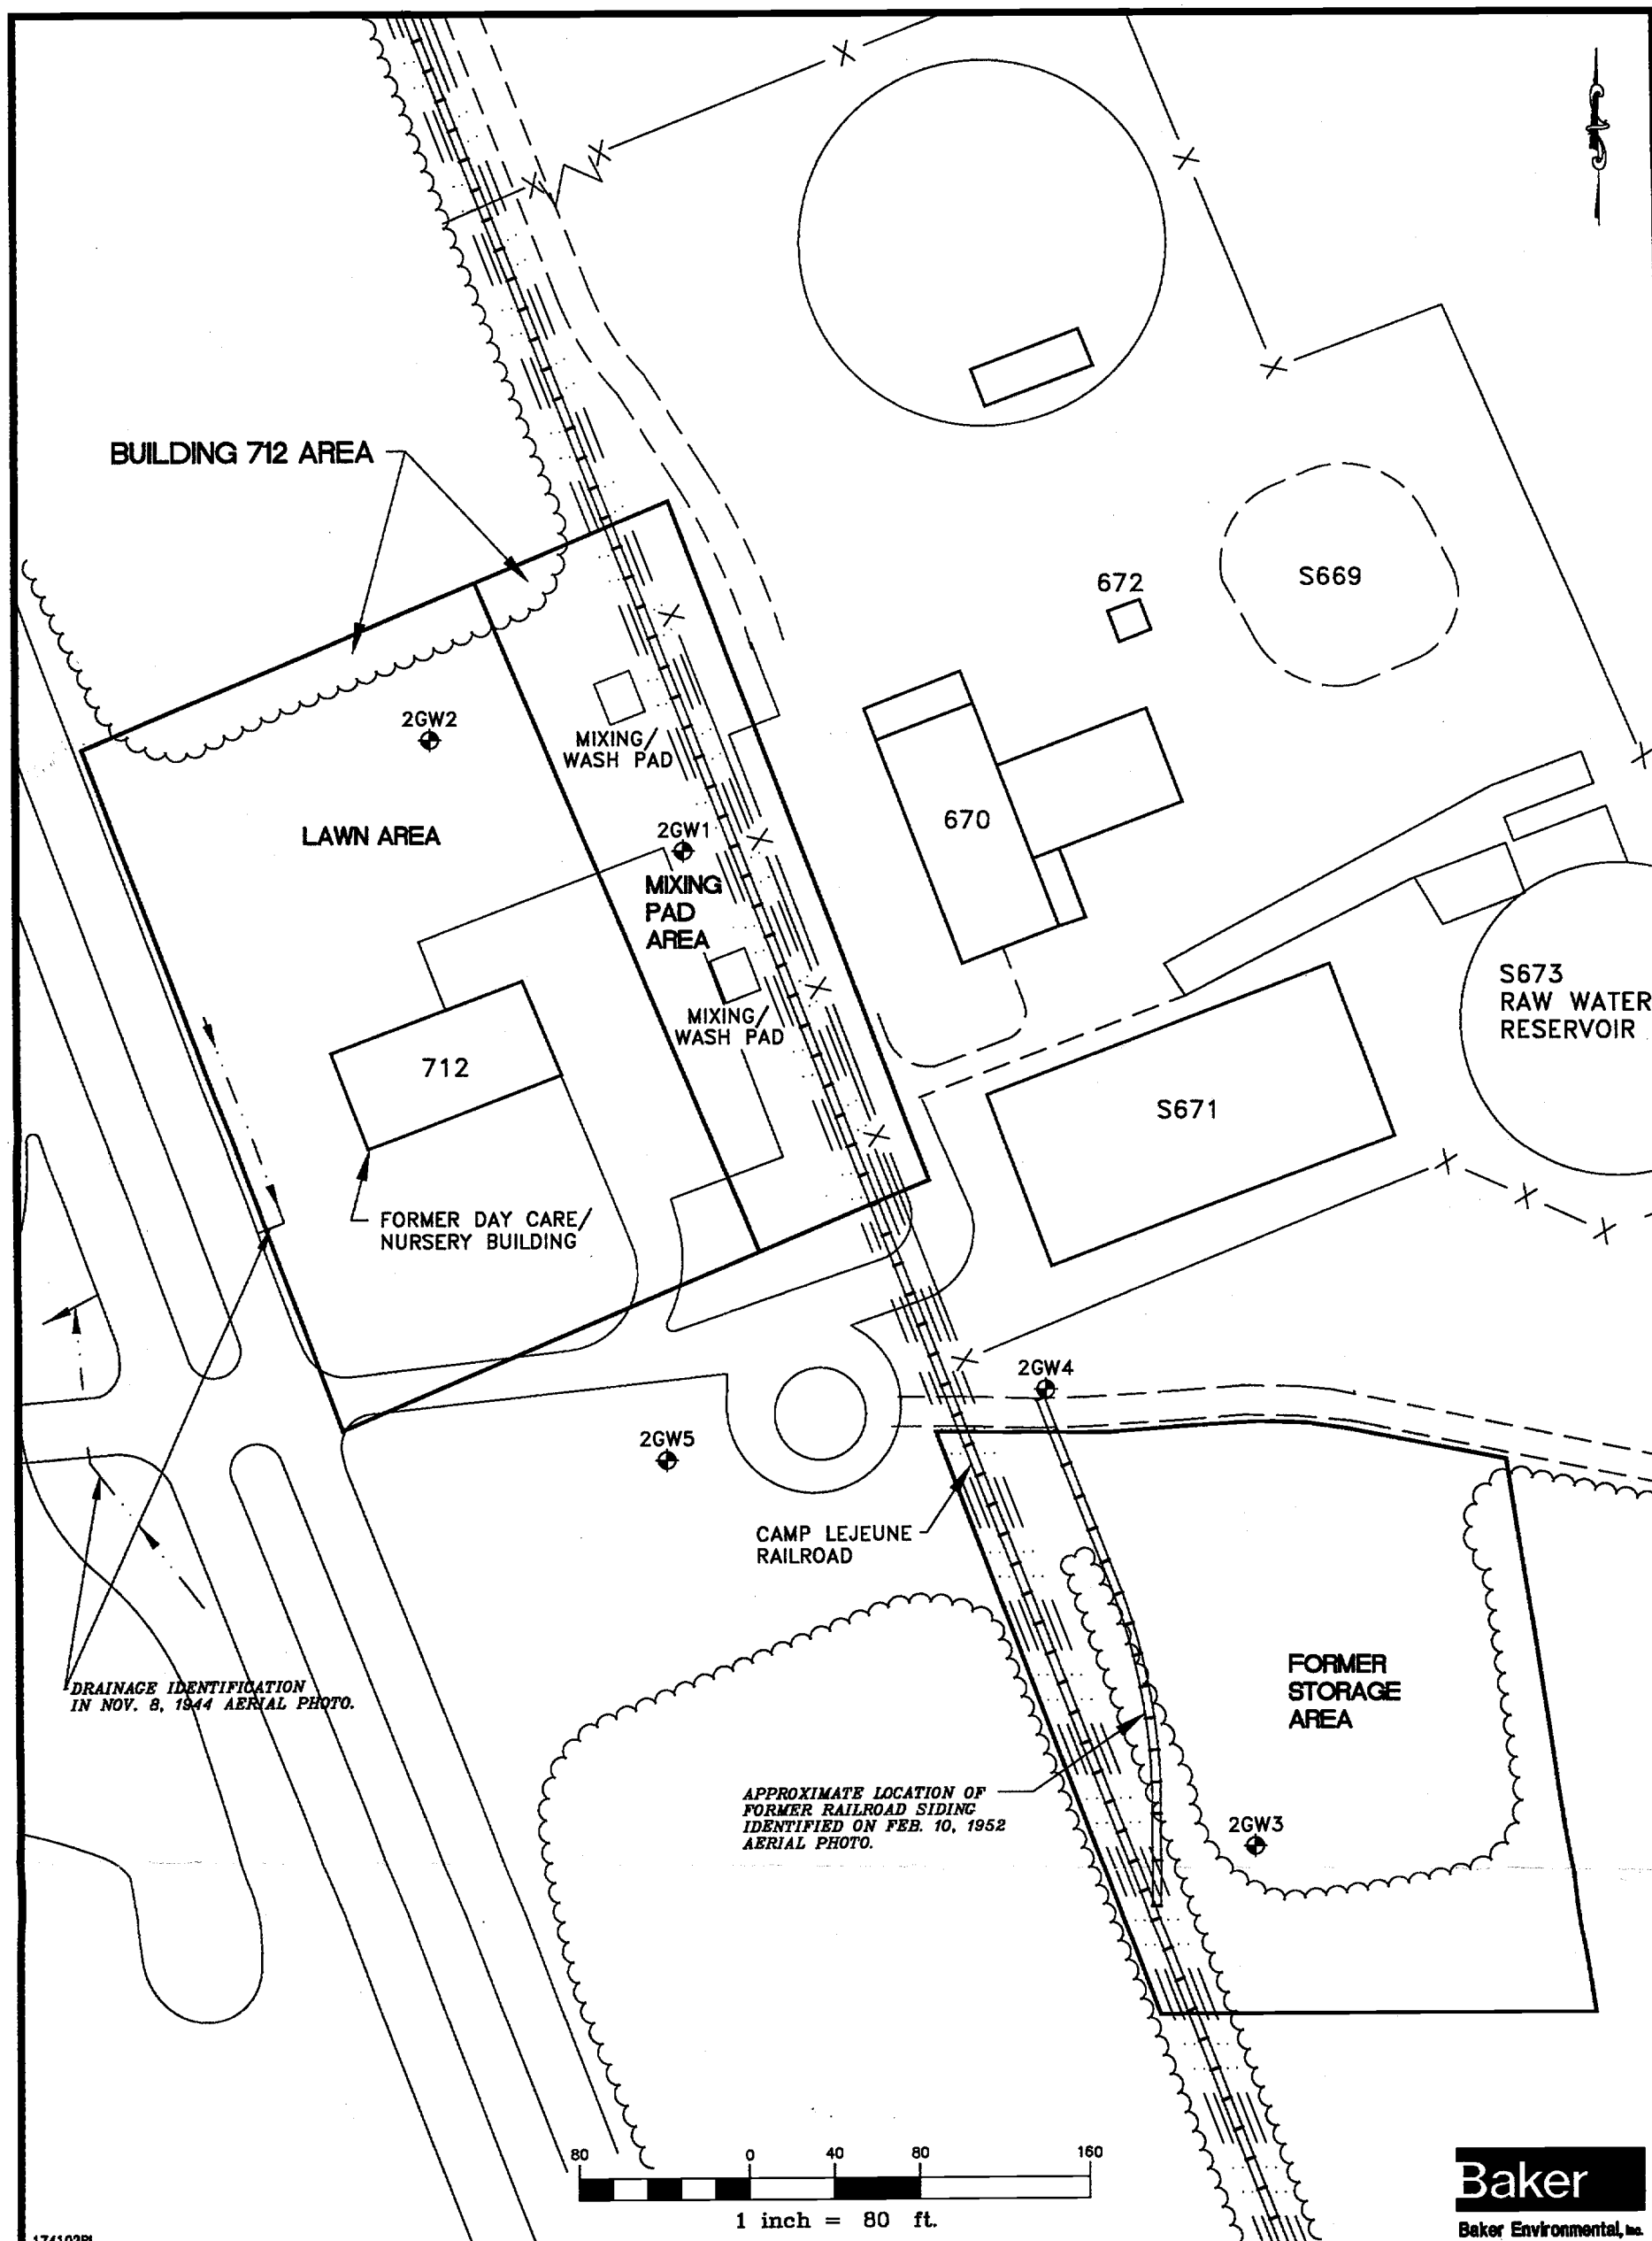 BUILDING 712 AREA
672
S669
2GW2
MIXING/
WASH PAD
LAWN AREA
2GW1
670
MIXING
PAD
AREA
S673
RAW WATER
RESERVOIR
MIXING/
WASH PAD
712
S671
FORMER DAY CARE/
NURSERY BUILDING
2GW4
2GW5
CAMP LEJEUNE
RAILROAD
FORMER
STORAGE
AREA
DRAINAGE IDENTIFICATION
IN NOV. 8, 1944 AERIAL PHOTO.
APPROXIMATE LOCATION OF
FORMER RAILROAD SIDING
IDENTIFIED ON FEB. 10, 1952
AERIAL PHOTO.
2GW3
80 0 40 80 160
1 inch = 80 ft.
Baker
Baker Environmental, Inc.